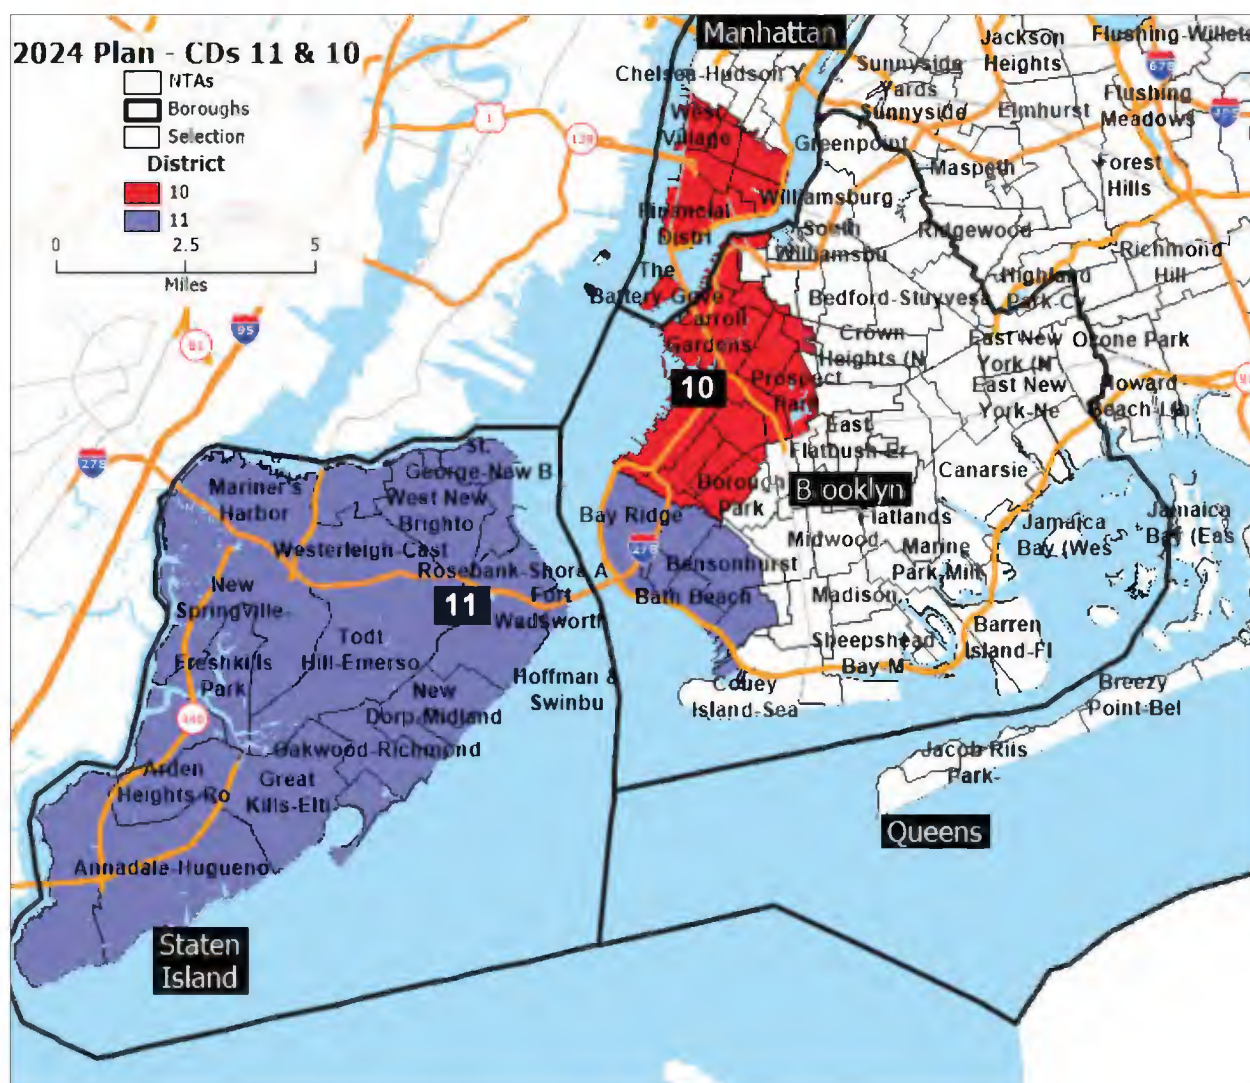 2024 Plan - CDs 11 & 10
NTAs
Boroughs
Selection
District
10
11
0 2.5 5
Miles
Manhattan
Chelsea-Hudson Y
West
Village
Financial
Distri
The
Battery-Gove
Sunnyside
Yards
Sunnyside
Jackson
Heights
Flushing-Willets
Elmhurst
Flushing
Meadows
Greenpoint
Maspeth
Forest
Hills
Williamsburg
South
Williamsbu
Ridgewood
Richmond
Hill
Highland
Park-Cy
Bedford-Stuyvesa
Carroll
Gardens
Crown
Heights (N
East New
York (N
Ozone Park
East New
York-Ne
Howard
Beach-Lin
Prospect
Par
10
East
Flatbush-Er
Canarsie
Brooklyn
Borough
Park
Flatlands
Jamaica
Bay (Wes
Jamaica
Bay (Eas
Bay Ridge
Midwood
Marine
Park-Mill
Bensonhurst
Bath Beach
Madison
Sheepshead
Bay-M
Barren
Island-Fl
Coney
Island-Sea
Breezy
Point-Bel
Jacob Riis
Park-
Queens
St.
George-New B
Mariner's
Harbor
West New
Brighto
Westerleigh-Cast
Rosebank-Shore A
Fort
Wadsworth
11
New
Springville-
Todt
Hill-Emerso
Freshkills
Park
Hoffman &
Swinbu
New
Dorp-Midland
Oakwood-Richmond
Arden
Heights-Ro
Great
Kills-Elti
Annadale-Hugueno
Staten
Island
1
139
95
278
278
440
678